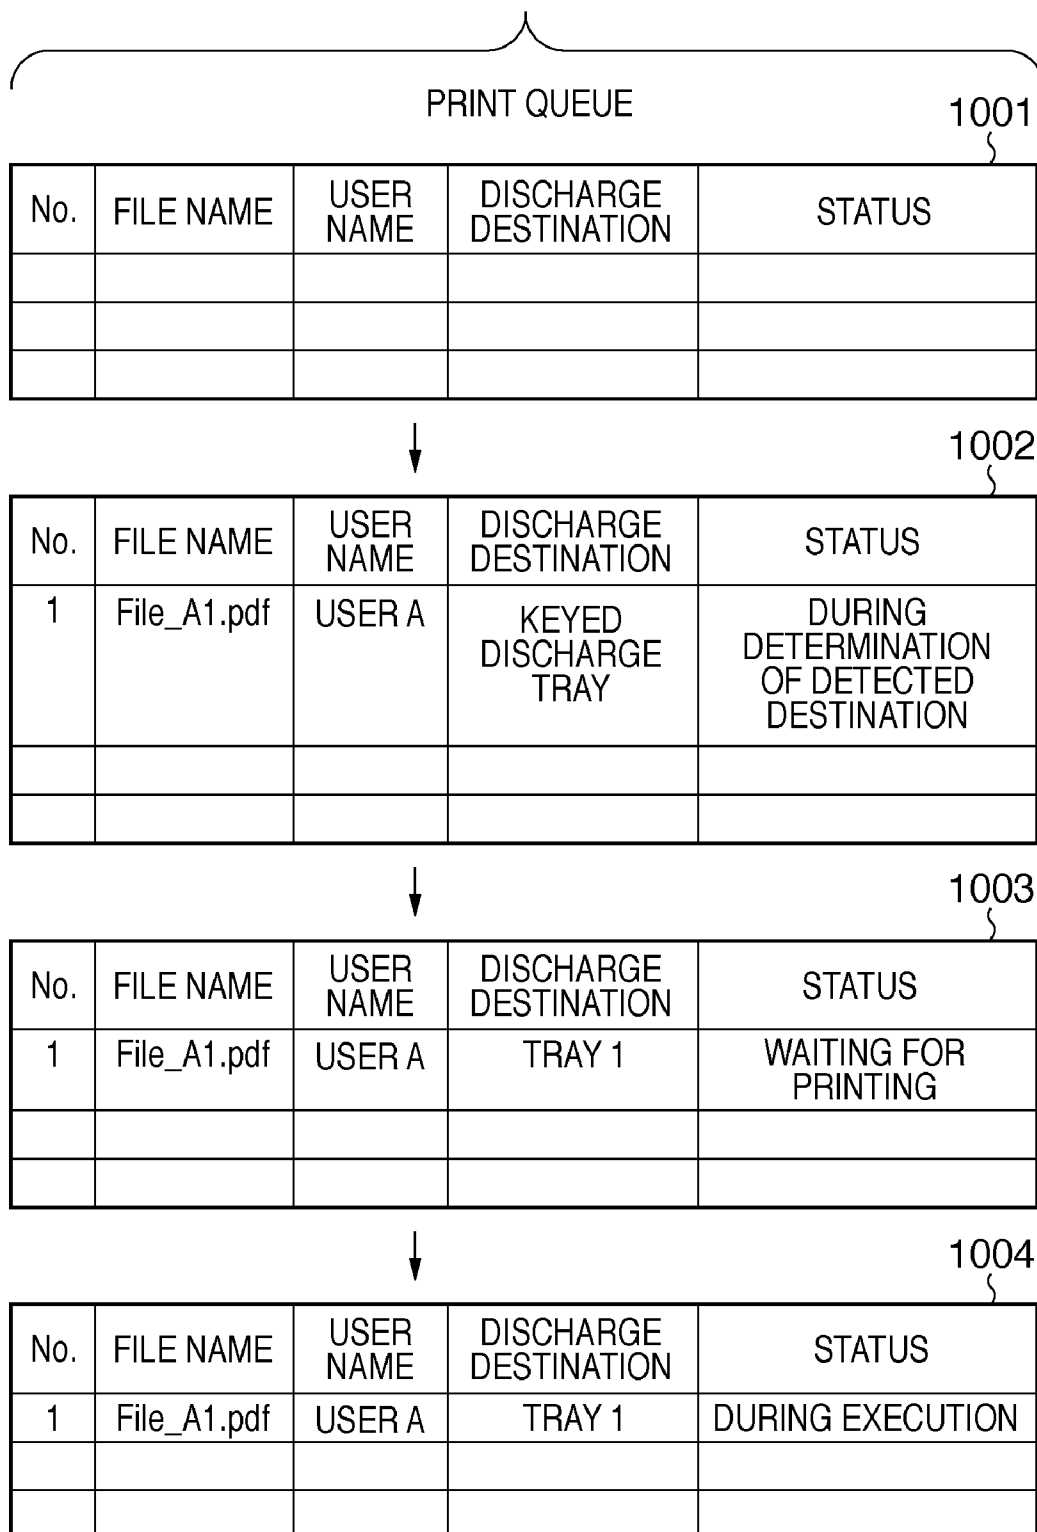 PRINT QUEUE
1001
No. FILE NAME USER NAME DISCHARGE DESTINATION STATUS
1002
No. FILE NAME USER NAME DISCHARGE DESTINATION STATUS
1 File_A1.pdf USER A KEYED DISCHARGE TRAY DURING DETERMINATION OF DETECTED DESTINATION
1003
No. FILE NAME USER NAME DISCHARGE DESTINATION STATUS
1 File_A1.pdf USER A TRAY 1 WAITING FOR PRINTING
1004
No. FILE NAME USER NAME DISCHARGE DESTINATION STATUS
1 File_A1.pdf USER A TRAY 1 DURING EXECUTION